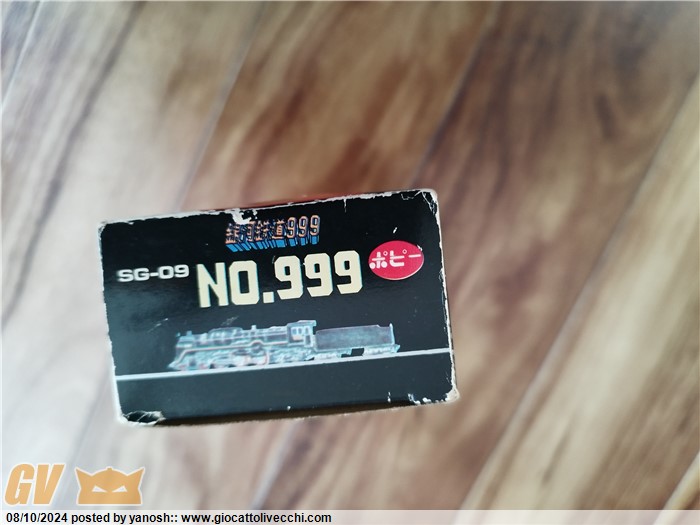 銀河鉄道999
SG-09
NO.999
ポピー
GV
08/10/2024 posted by yanosh:: www.giocattolivecchi.com